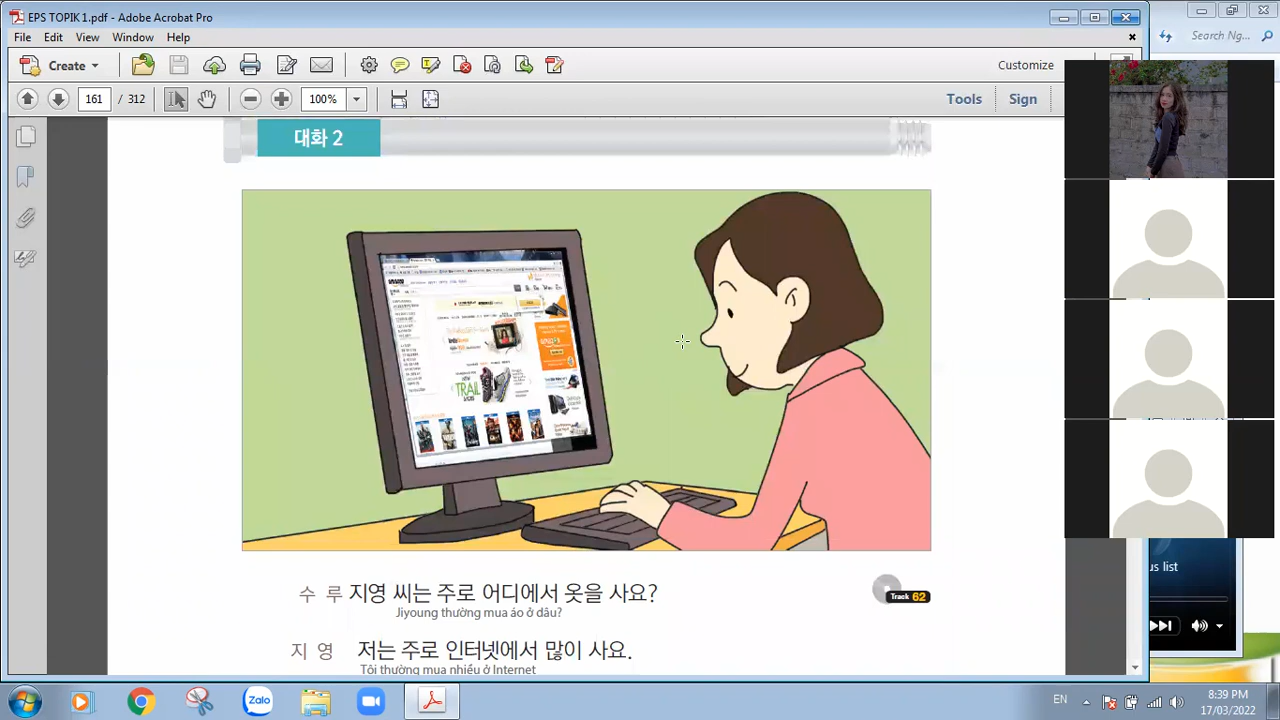 EPS TOPIK 1.pdf - Adobe Acrobat Pro
File Edit View Window Help
Search Ng...
Create
Customize
161 / 312
100%
Tools Sign
대화 2
TRAIL
us list
수 류 지영 씨는 주로 어디에서 옷을 사요?
Jiyoung thường mua áo ở đâu?
Track 62
지 영 저는 주로 인터넷에서 많이 사요.
Tôi thường mua nhiều ở Internet
Zalo
EN
8:39 PM
17/03/2022